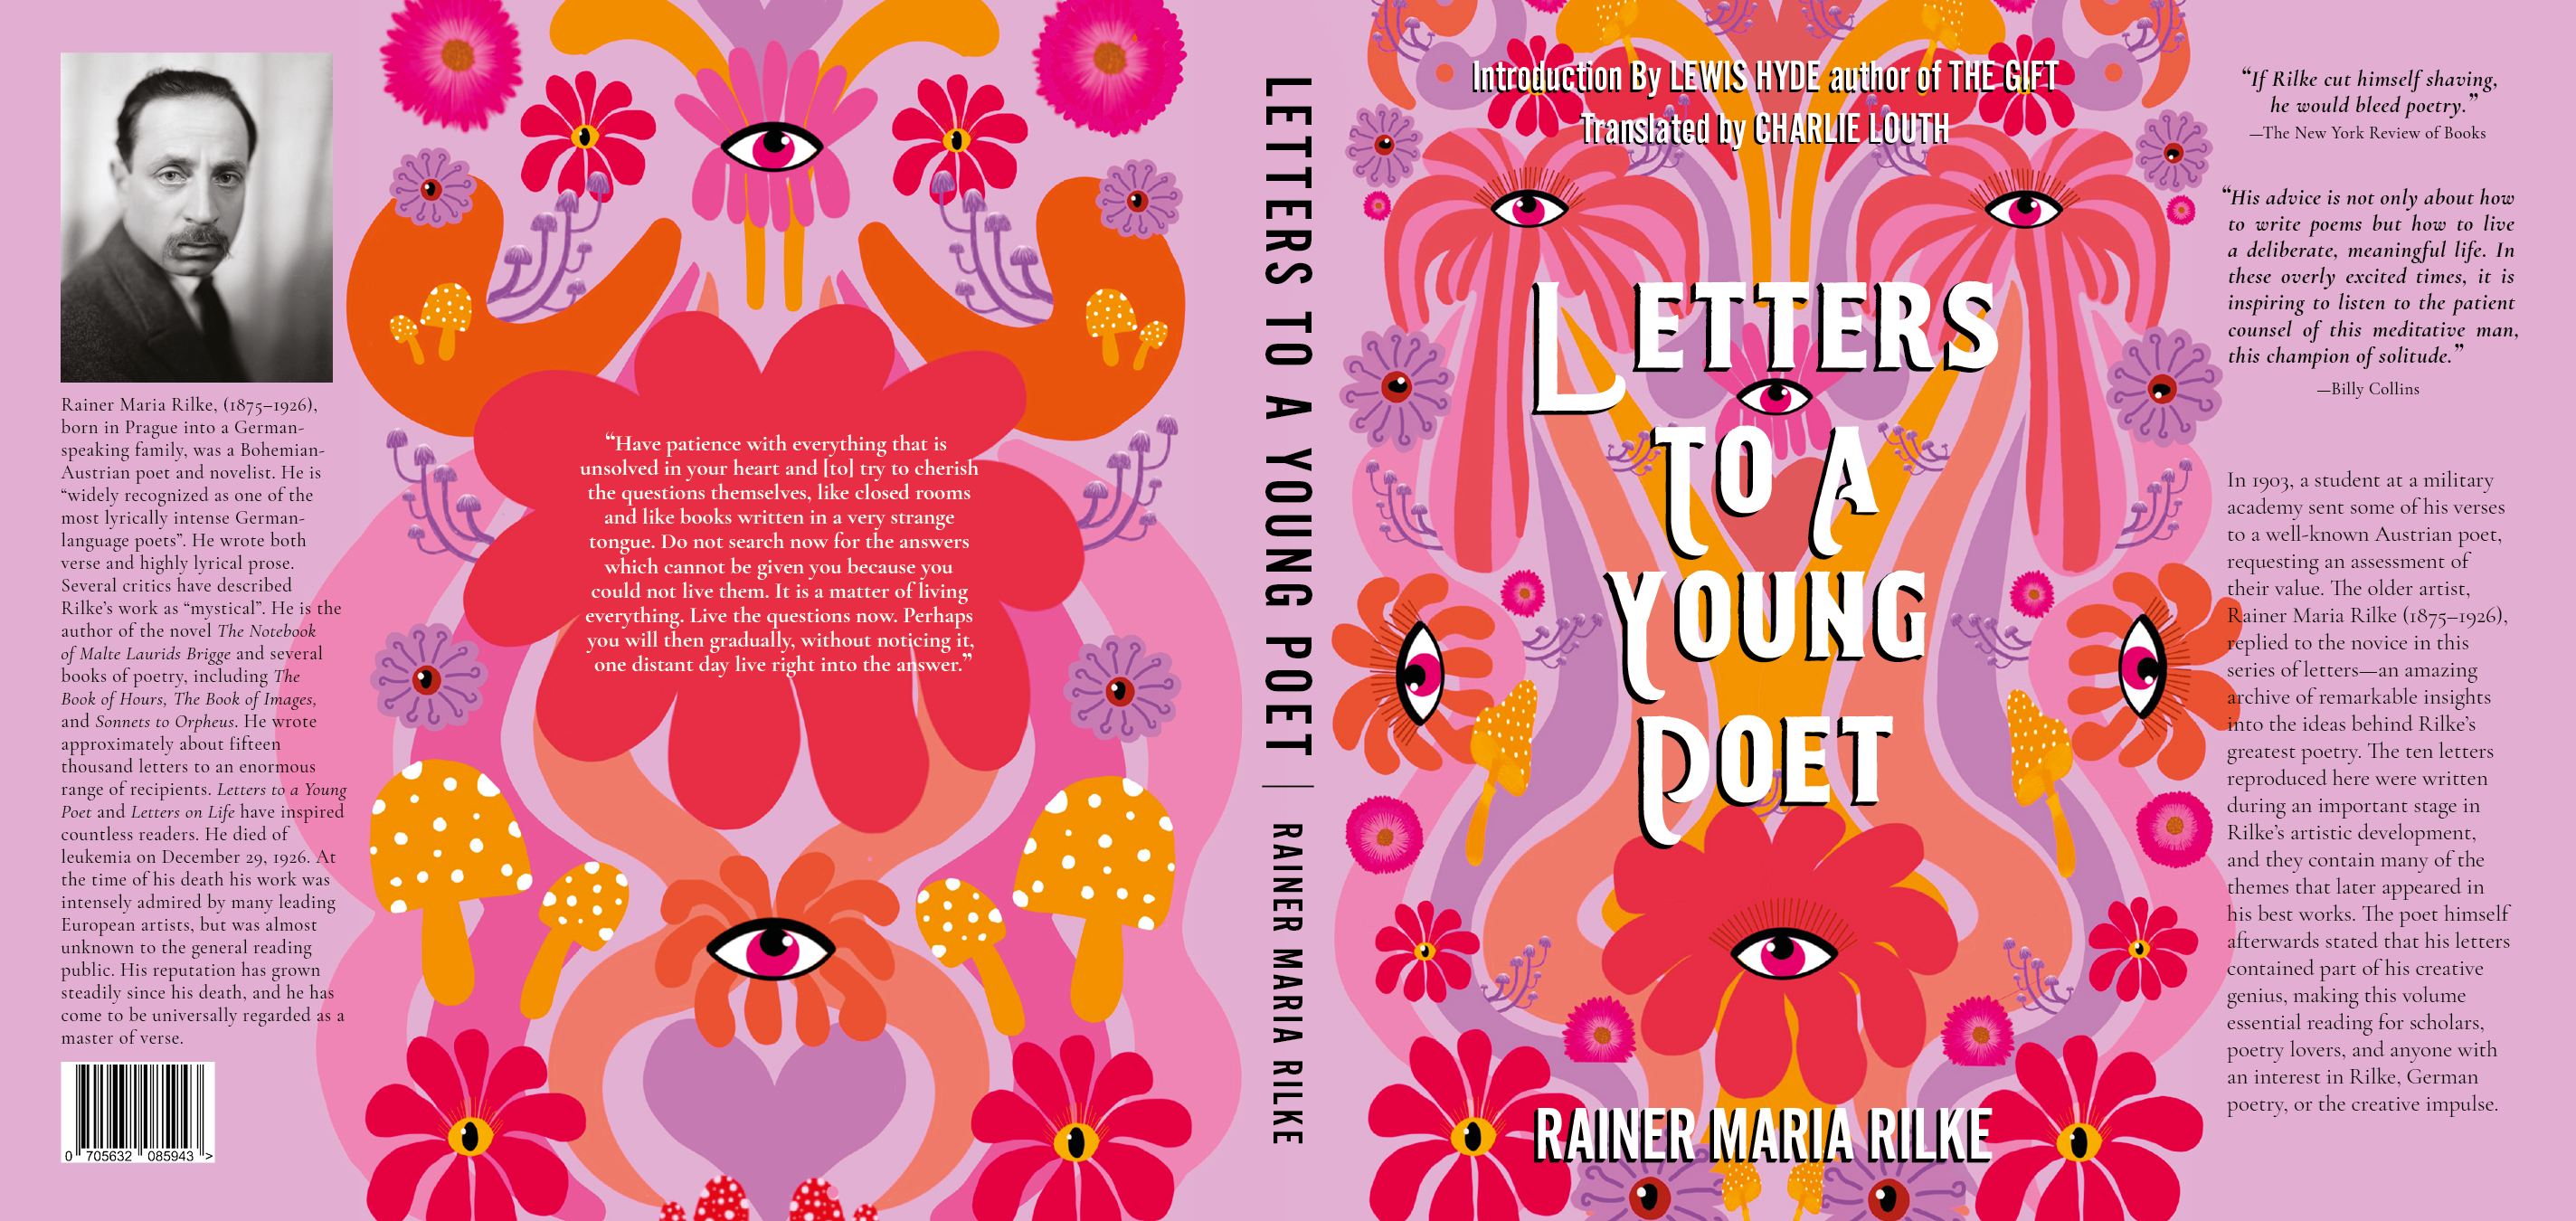 Rainer Maria Rilke, (1875–1926),
born in Prague into a German-
speaking family, was a Bohemian-
Austrian poet and novelist. He is
“widely recognized as one of the
most lyrically intense German-
language poets”. He wrote both
verse and highly lyrical prose.
Several critics have described
Rilke’s work as “mystical”. He is the
author of the novel The Notebook
of Malte Laurids Brigge and several
books of poetry, including The
Book of Hours, The Book of Images,
and Sonnets to Orpheus. He wrote
approximately about fifteen
thousand letters to an enormous
range of recipients. Letters to a Young
Poet and Letters on Life have inspired
countless readers. He died of
leukemia on December 29, 1926. At
the time of his death his work was
intensely admired by many leading
European artists, but was almost
unknown to the general reading
public. His reputation has grown
steadily since his death, and he has
come to be universally regarded as a
master of verse.
0 705632 085943 >
“Have patience with everything that is
unsolved in your heart and [to] try to cherish
the questions themselves, like closed rooms
and like books written in a very strange
tongue. Do not search now for the answers
which cannot be given you because you
could not live them. It is a matter of living
everything. Live the questions now. Perhaps
you will then gradually, without noticing it,
one distant day live right into the answer.”
LETTERS TO A YOUNG POET | RAINER MARIA RILKE
Introduction By LEWIS HYDE author of THE GIFT
Translated by CHARLIE LOUTH
LETTERS
TO A
YOUNG
POET
RAINER MARIA RILKE
“If Rilke cut himself shaving,
he would bleed poetry.”
—The New York Review of Books
“His advice is not only about how
to write poems but how to live
a deliberate, meaningful life. In
these overly excited times, it is
inspiring to listen to the patient
counsel of this meditative man,
this champion of solitude.”
—Billy Collins
In 1903, a student at a military
academy sent some of his verses
to a well-known Austrian poet,
requesting an assessment of
their value. The older artist,
Rainer Maria Rilke (1875–1926),
replied to the novice in this
series of letters—an amazing
archive of remarkable insights
into the ideas behind Rilke’s
greatest poetry. The ten letters
reproduced here were written
during an important stage in
Rilke’s artistic development,
and they contain many of the
themes that later appeared in
his best works. The poet himself
afterwards stated that his letters
contained part of his creative
genius, making this volume
essential reading for scholars,
poetry lovers, and anyone with
an interest in Rilke, German
poetry, or the creative impulse.